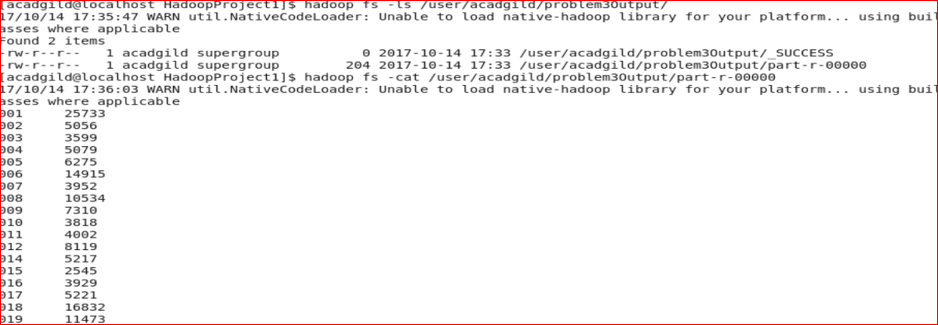 [acadgild@localhost HadoopProject1]$ hadoop fs -ls /user/acadgild/problem3Output/
17/10/14 17:35:47 WARN util.NativeCodeLoader: Unable to load native-hadoop library for your platform... using buil
asses where applicable
Found 2 items
-rw-r--r--   1 acadgild supergroup          0 2017-10-14 17:33 /user/acadgild/problem3Output/_SUCCESS
-rw-r--r--   1 acadgild supergroup        204 2017-10-14 17:33 /user/acadgild/problem3Output/part-r-00000
[acadgild@localhost HadoopProject1]$ hadoop fs -cat /user/acadgild/problem3Output/part-r-00000
17/10/14 17:36:03 WARN util.NativeCodeLoader: Unable to load native-hadoop library for your platform... using buil
asses where applicable
001     25733
002     5056
003     3599
004     5079
005     6275
006     14915
007     3952
008     10534
009     7310
010     3818
011     4002
012     8119
014     5217
015     2545
016     3929
017     5221
018     16832
019     11473